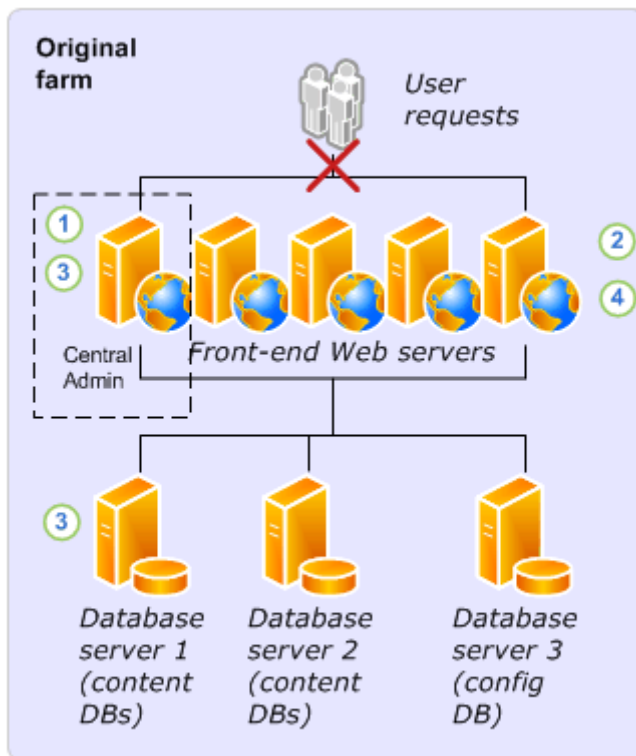 Original
farm
User
requests
1
2
3
4
Central
Admin
Front-end Web servers
3
Database
server 1
(content
DBs)
Database
server 2
(content
DBs)
Database
server 3
(config
DB)